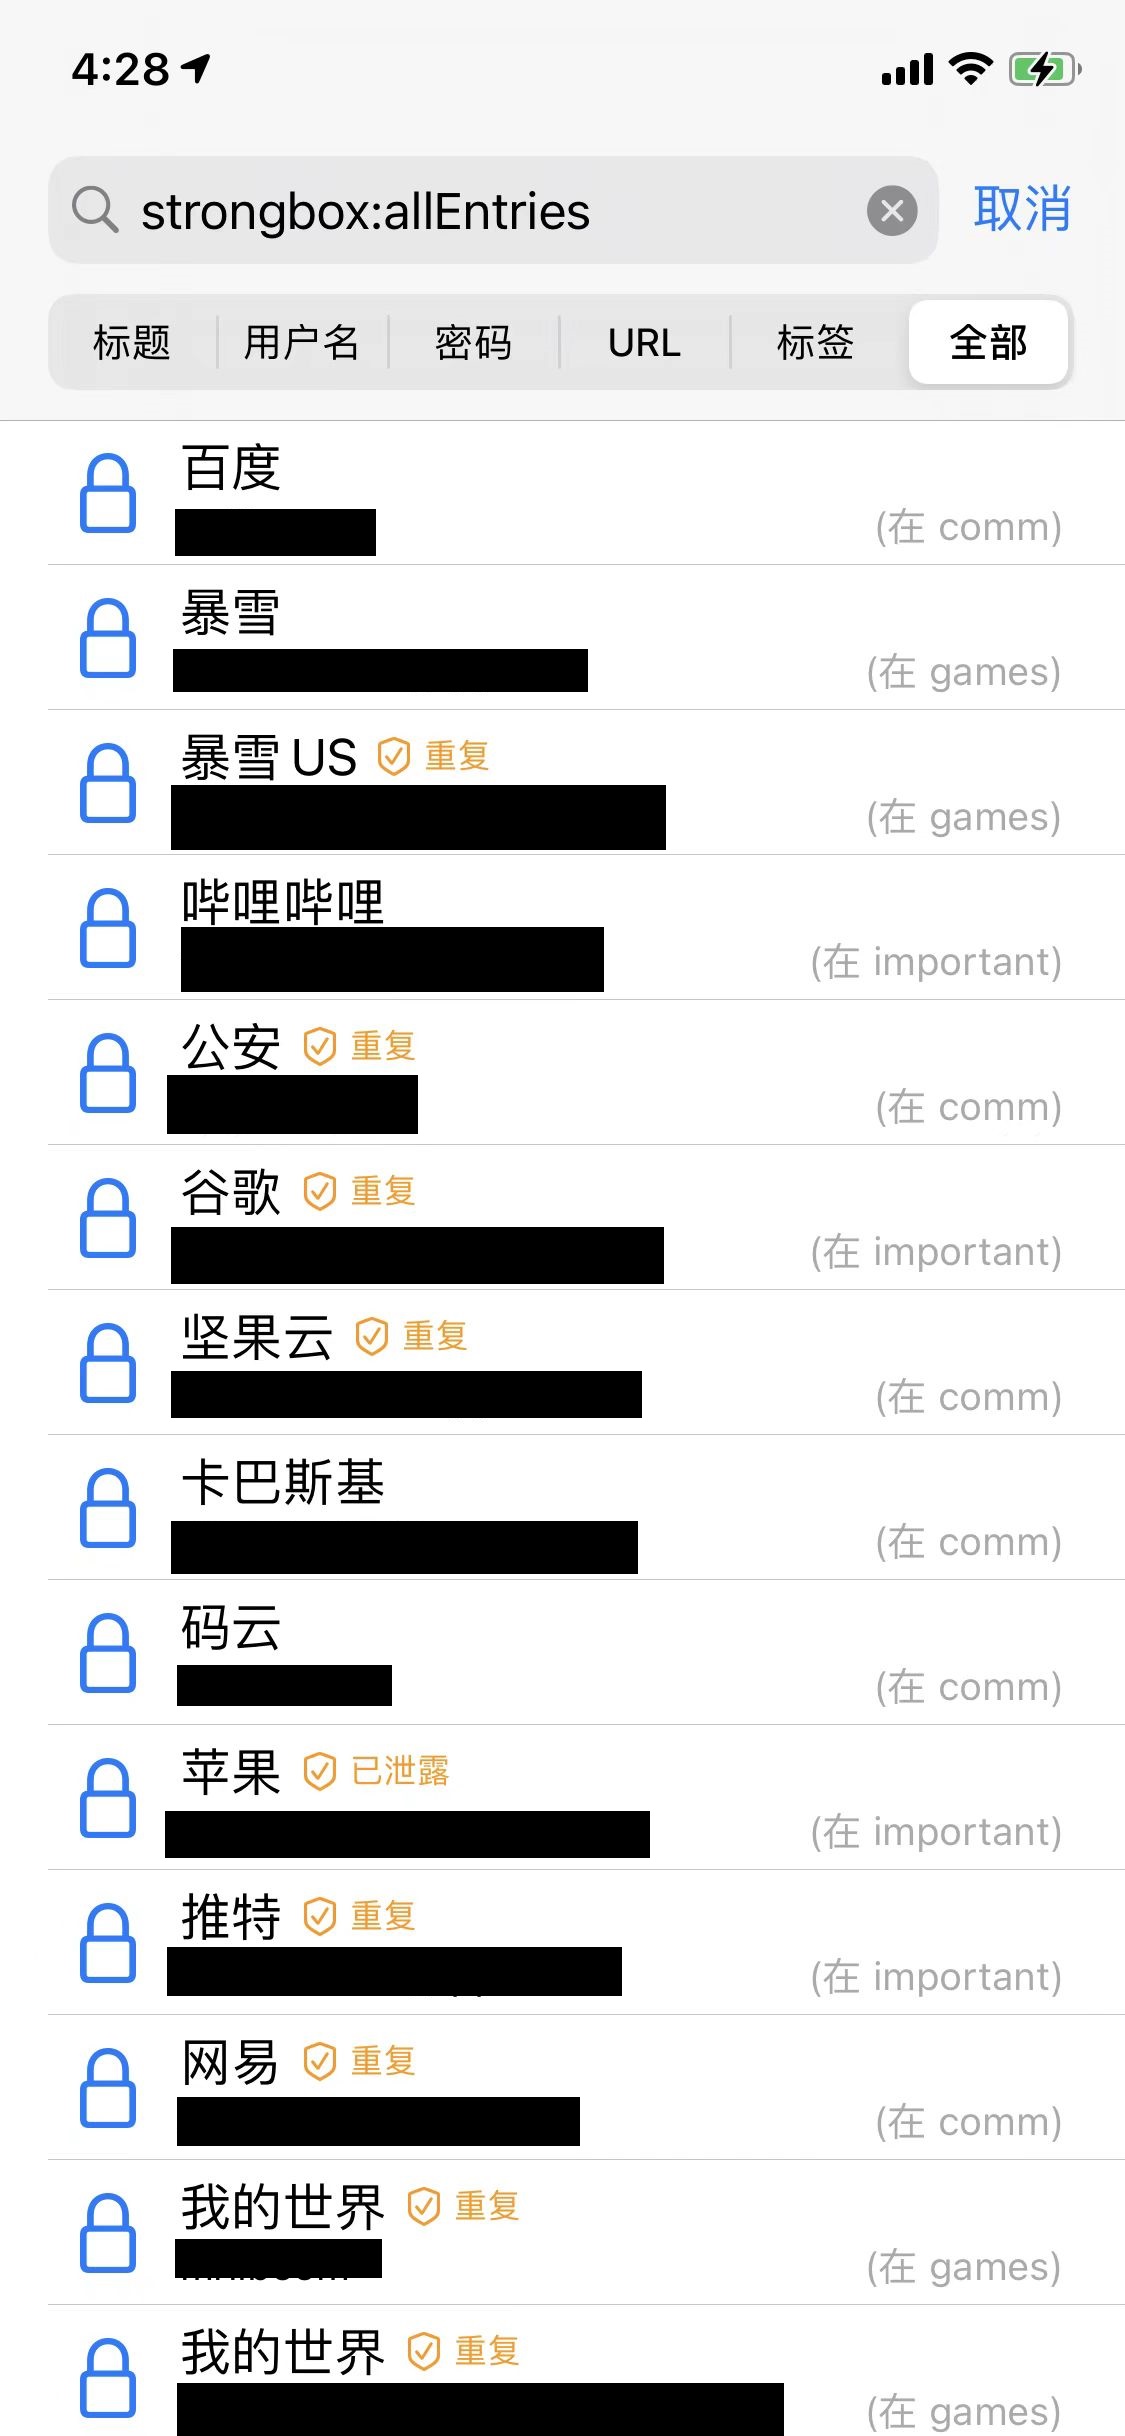 4:28
strongbox:allEntries 取消
标题 用户名 密码 URL 标签 全部
百度
(在 comm)
暴雪
(在 games)
暴雪 US 重复
(在 games)
哔哩哔哩
(在 important)
公安 重复
(在 comm)
谷歌 重复
(在 important)
坚果云 重复
(在 comm)
卡巴斯基
(在 comm)
码云
(在 comm)
苹果 已泄露
(在 important)
推特 重复
(在 important)
网易 重复
(在 comm)
我的世界 重复
(在 games)
我的世界 重复
(在 games)